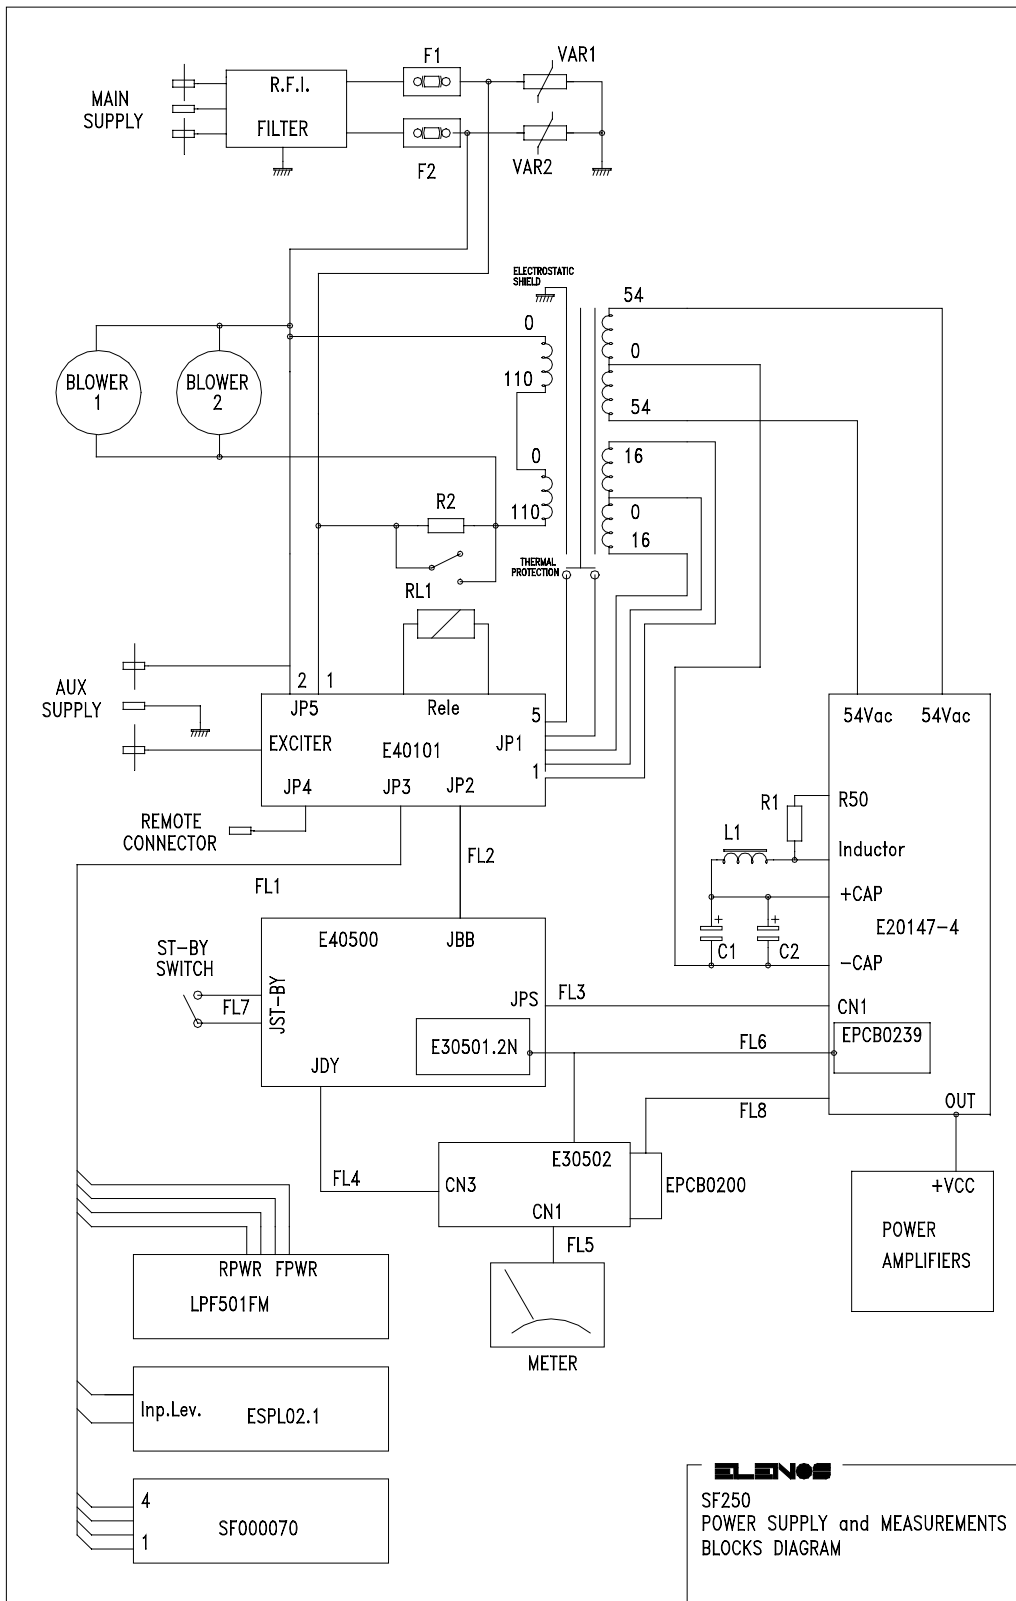 F1
VAR1
MAIN
SUPPLY
R.F.I.
FILTER
F2
VAR2
ELECTROSTATIC
SHIELD
54
0
0
110
54
BLOWER
1
BLOWER
2
0
16
R2
110
0
16
THERMAL
PROTECTION
RL1
AUX
SUPPLY
2 1
JP5
Rele
5
EXCITER
E40101
JP1
1
JP4
JP3
JP2
54Vac
54Vac
REMOTE
CONNECTOR
R1
R50
L1
Inductor
FL2
FL1
+CAP
+
+
E20147-4
C1
C2
-CAP
E40500
JBB
ST-BY
SWITCH
FL7
JST-BY
JPS
FL3
CN1
E30501.2N
FL6
EPCB0239
JDY
FL8
OUT
E30502
FL4
CN3
EPCB0200
CN1
+VCC
FL5
POWER
AMPLIFIERS
RPWR FPWR
LPF501FM
METER
Inp.Lev.
ESPL02.1
4
SF000070
1
ELENOS
SF250
POWER SUPPLY and MEASUREMENTS
BLOCKS DIAGRAM